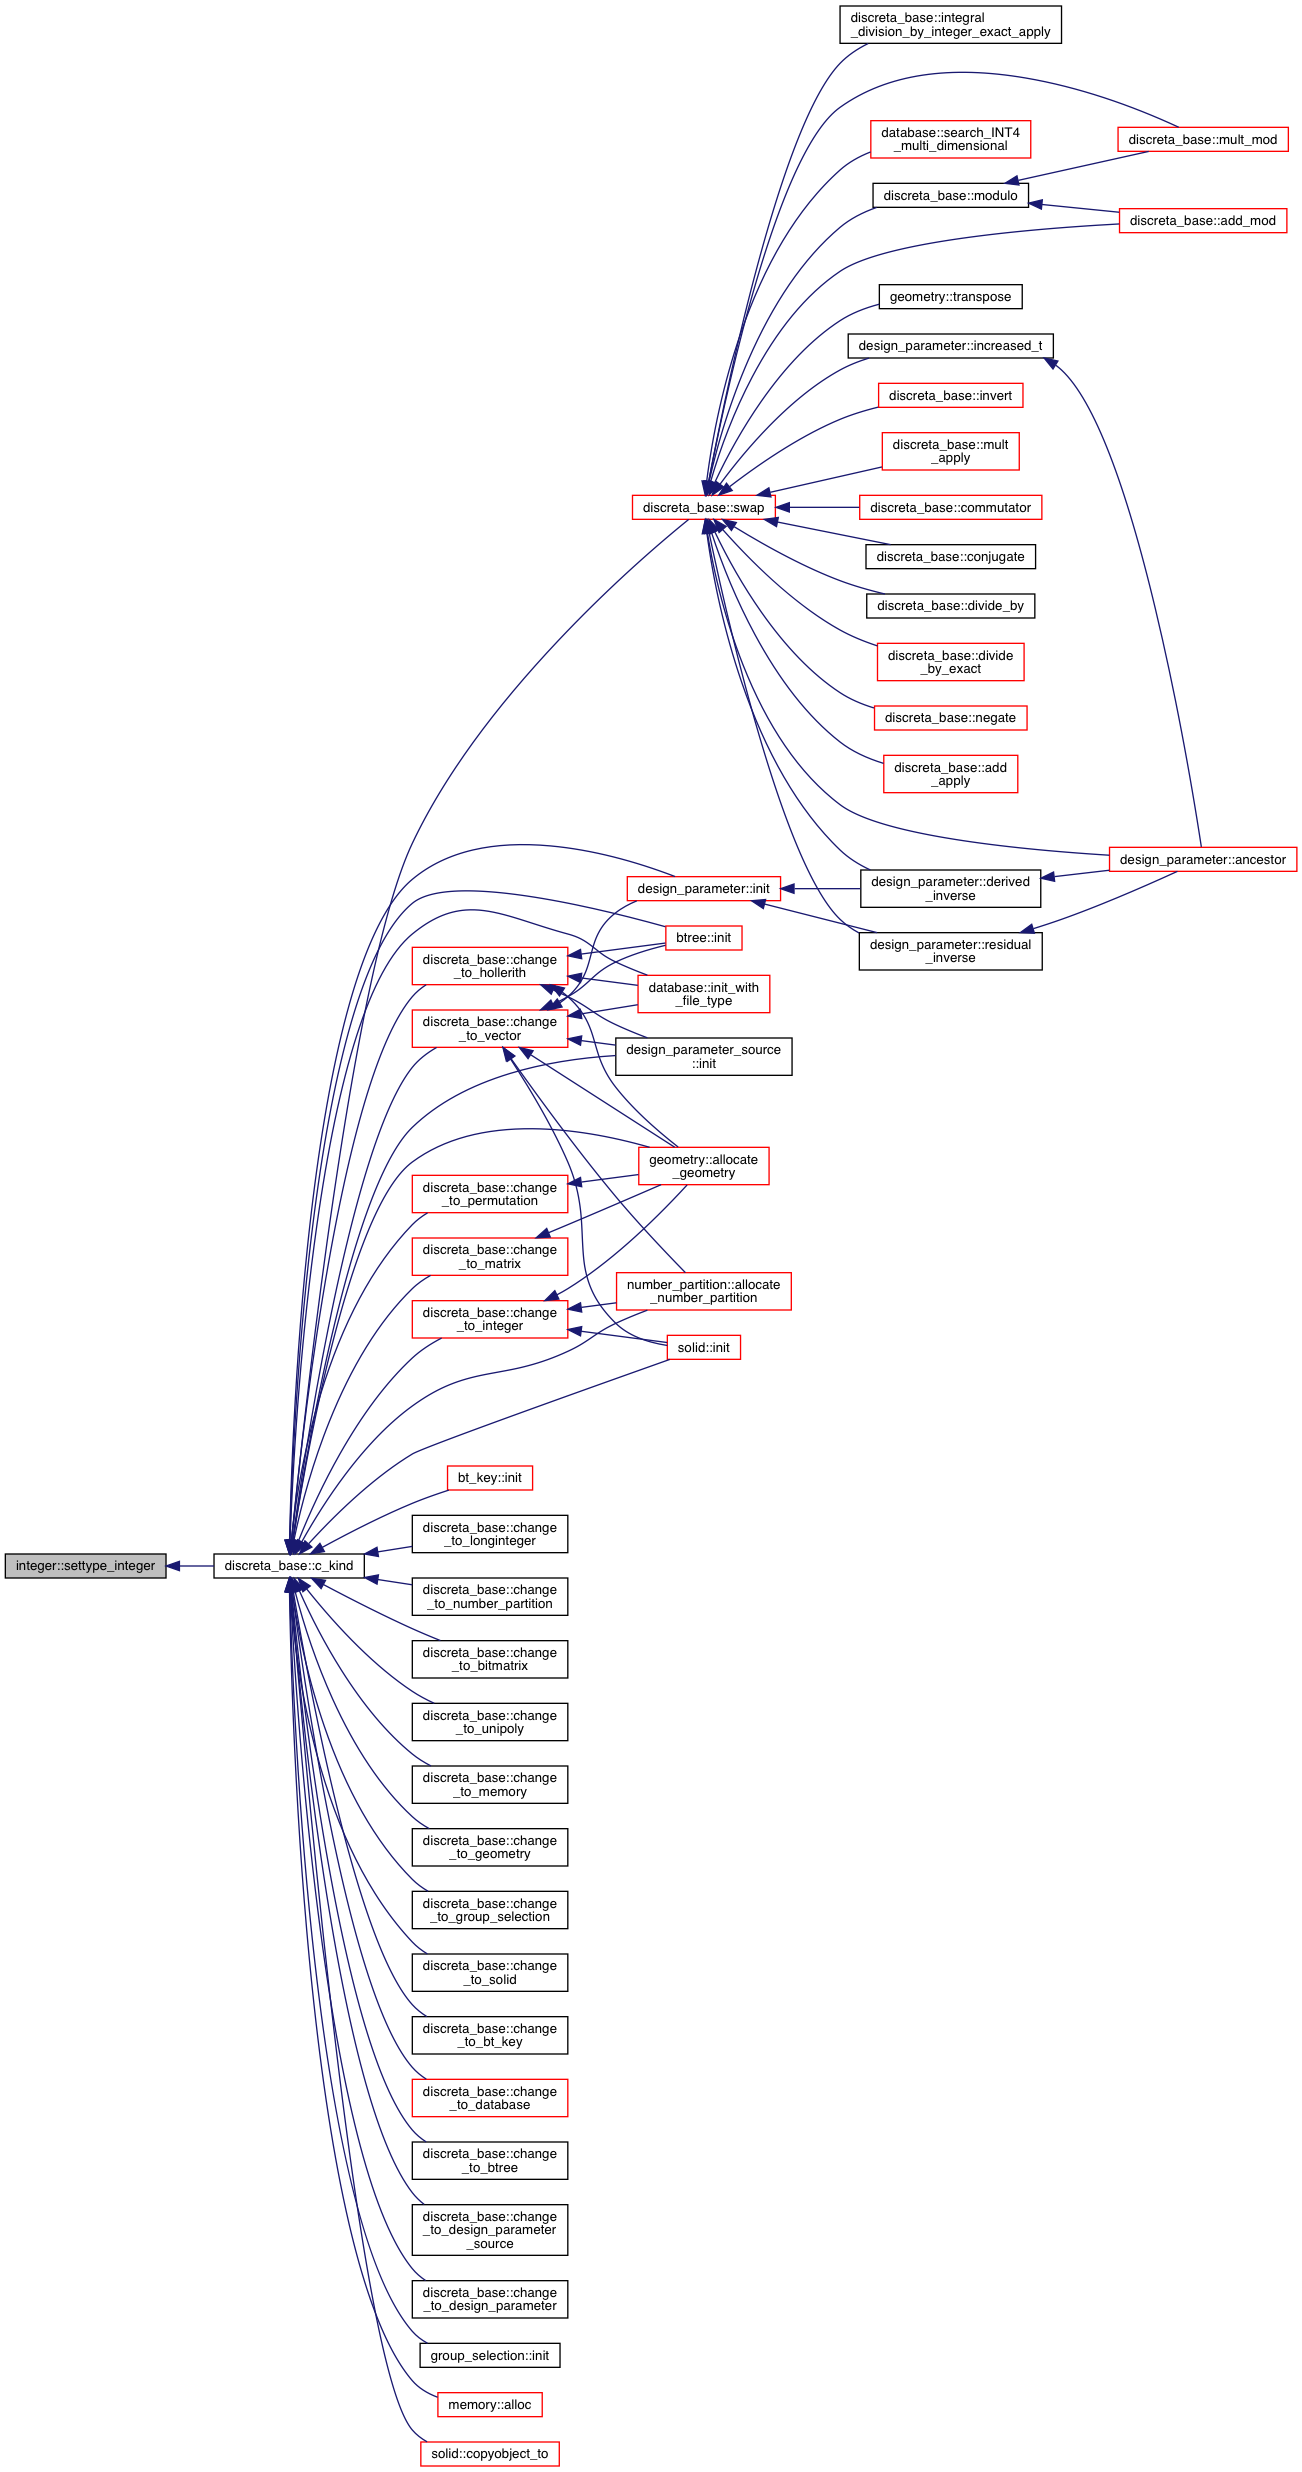 discreta_base::integral
_division_by_integer_exact_apply
database::search_INT4
_multi_dimensional
discreta_base::mult_mod
discreta_base::modulo
discreta_base::add_mod
geometry::transpose
design_parameter::increased_t
discreta_base::invert
discreta_base::mult
_apply
discreta_base::swap
discreta_base::commutator
discreta_base::conjugate
discreta_base::divide_by
discreta_base::divide
_by_exact
discreta_base::negate
discreta_base::add
_apply
design_parameter::ancestor
design_parameter::init
design_parameter::derived
_inverse
btree::init
design_parameter::residual
_inverse
discreta_base::change
_to_hollerith
database::init_with
_file_type
discreta_base::change
_to_vector
design_parameter_source
::init
geometry::allocate
_geometry
discreta_base::change
_to_permutation
discreta_base::change
_to_matrix
number_partition::allocate
_number_partition
discreta_base::change
_to_integer
solid::init
bt_key::init
discreta_base::change
_to_longinteger
integer::settype_integer
discreta_base::c_kind
discreta_base::change
_to_number_partition
discreta_base::change
_to_bitmatrix
discreta_base::change
_to_unipoly
discreta_base::change
_to_memory
discreta_base::change
_to_geometry
discreta_base::change
_to_group_selection
discreta_base::change
_to_solid
discreta_base::change
_to_bt_key
discreta_base::change
_to_database
discreta_base::change
_to_btree
discreta_base::change
_to_design_parameter
_source
discreta_base::change
_to_design_parameter
group_selection::init
memory::alloc
solid::copyobject_to